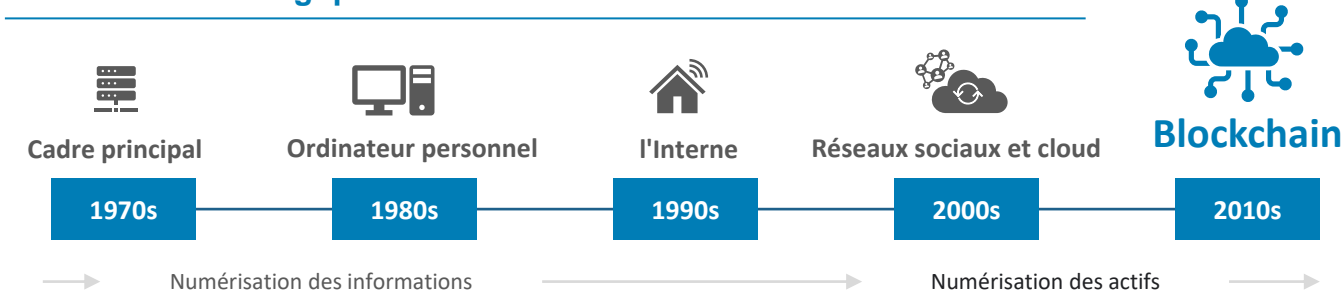 Cadre principal
Ordinateur personnel
l'Interne
Réseaux sociaux et cloud
Blockchain
1970s
1980s
1990s
2000s
2010s
Numérisation des informations
Numérisation des actifs